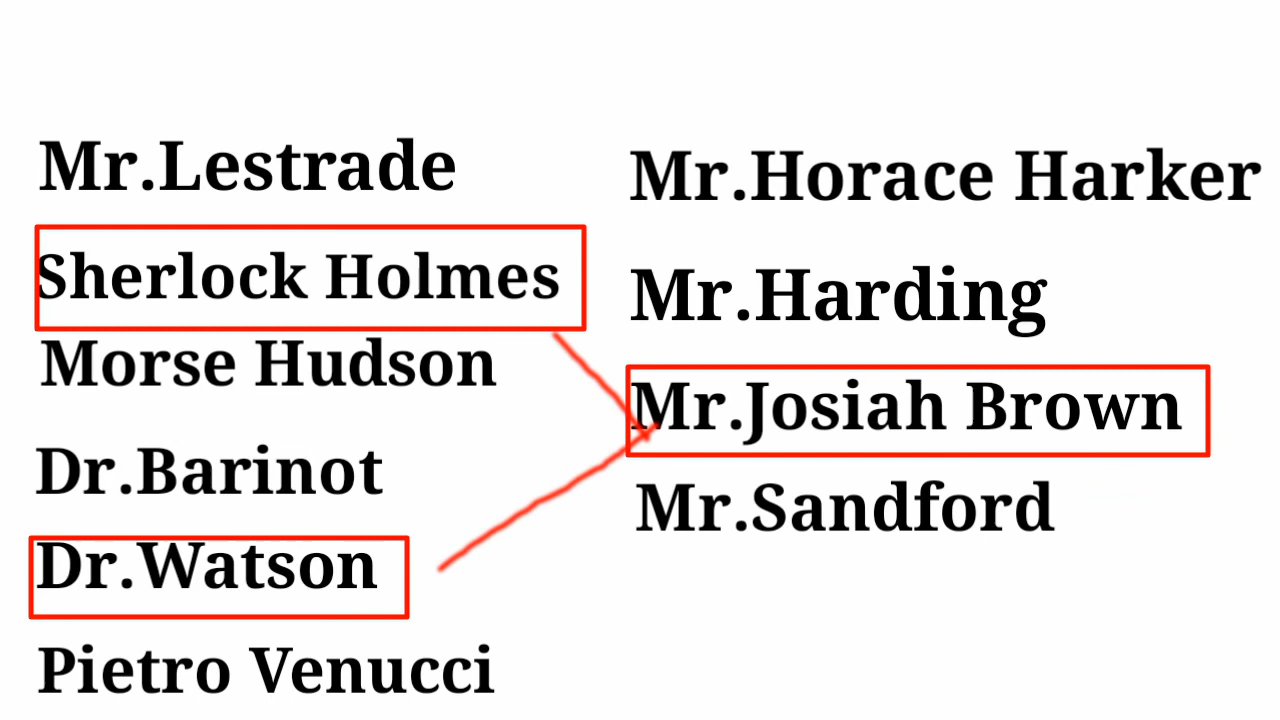 Mr.Lestrade
Sherlock Holmes
Morse Hudson
Dr.Barinot
Dr.Watson
Pietro Venucci
Mr.Horace Harker
Mr.Harding
Mr.Josiah Brown
Mr.Sandford